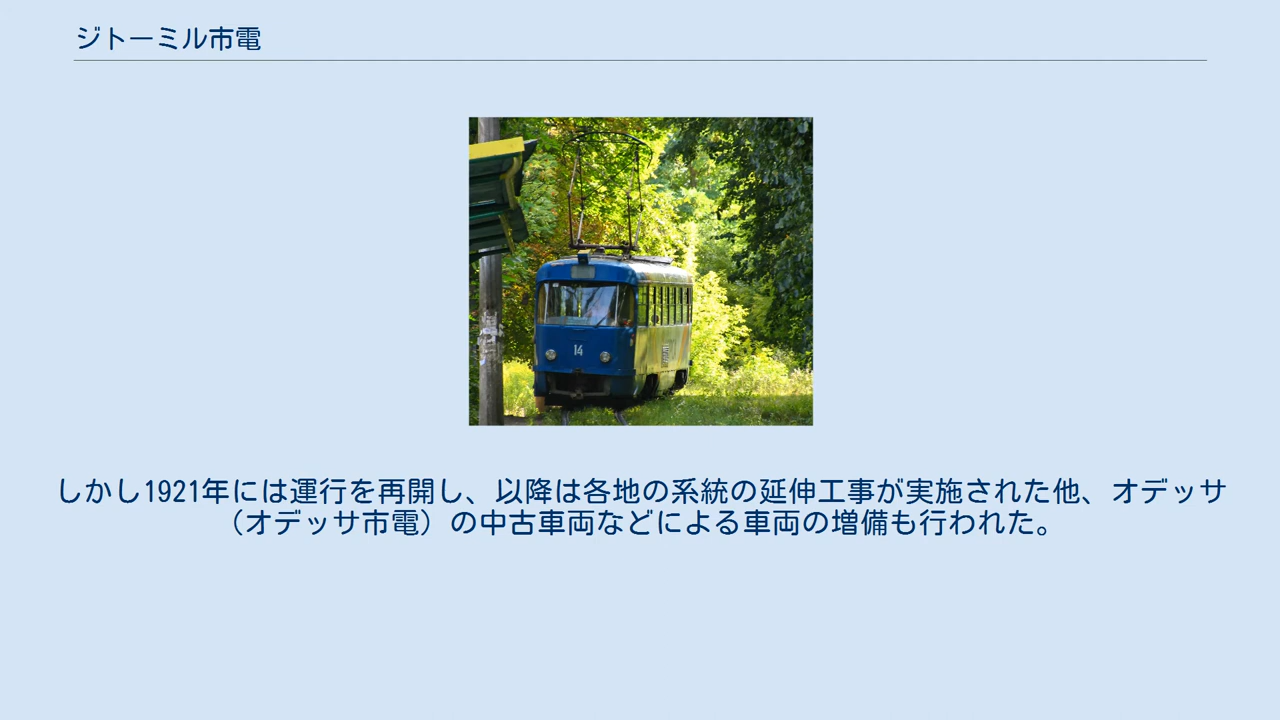 ジトーミル市電
14
しかし1921年には運行を再開し、以降は各地の系統の延伸工事が実施された他、オデッサ
（オデッサ市電）の中古車両などによる車両の増備も行われた。